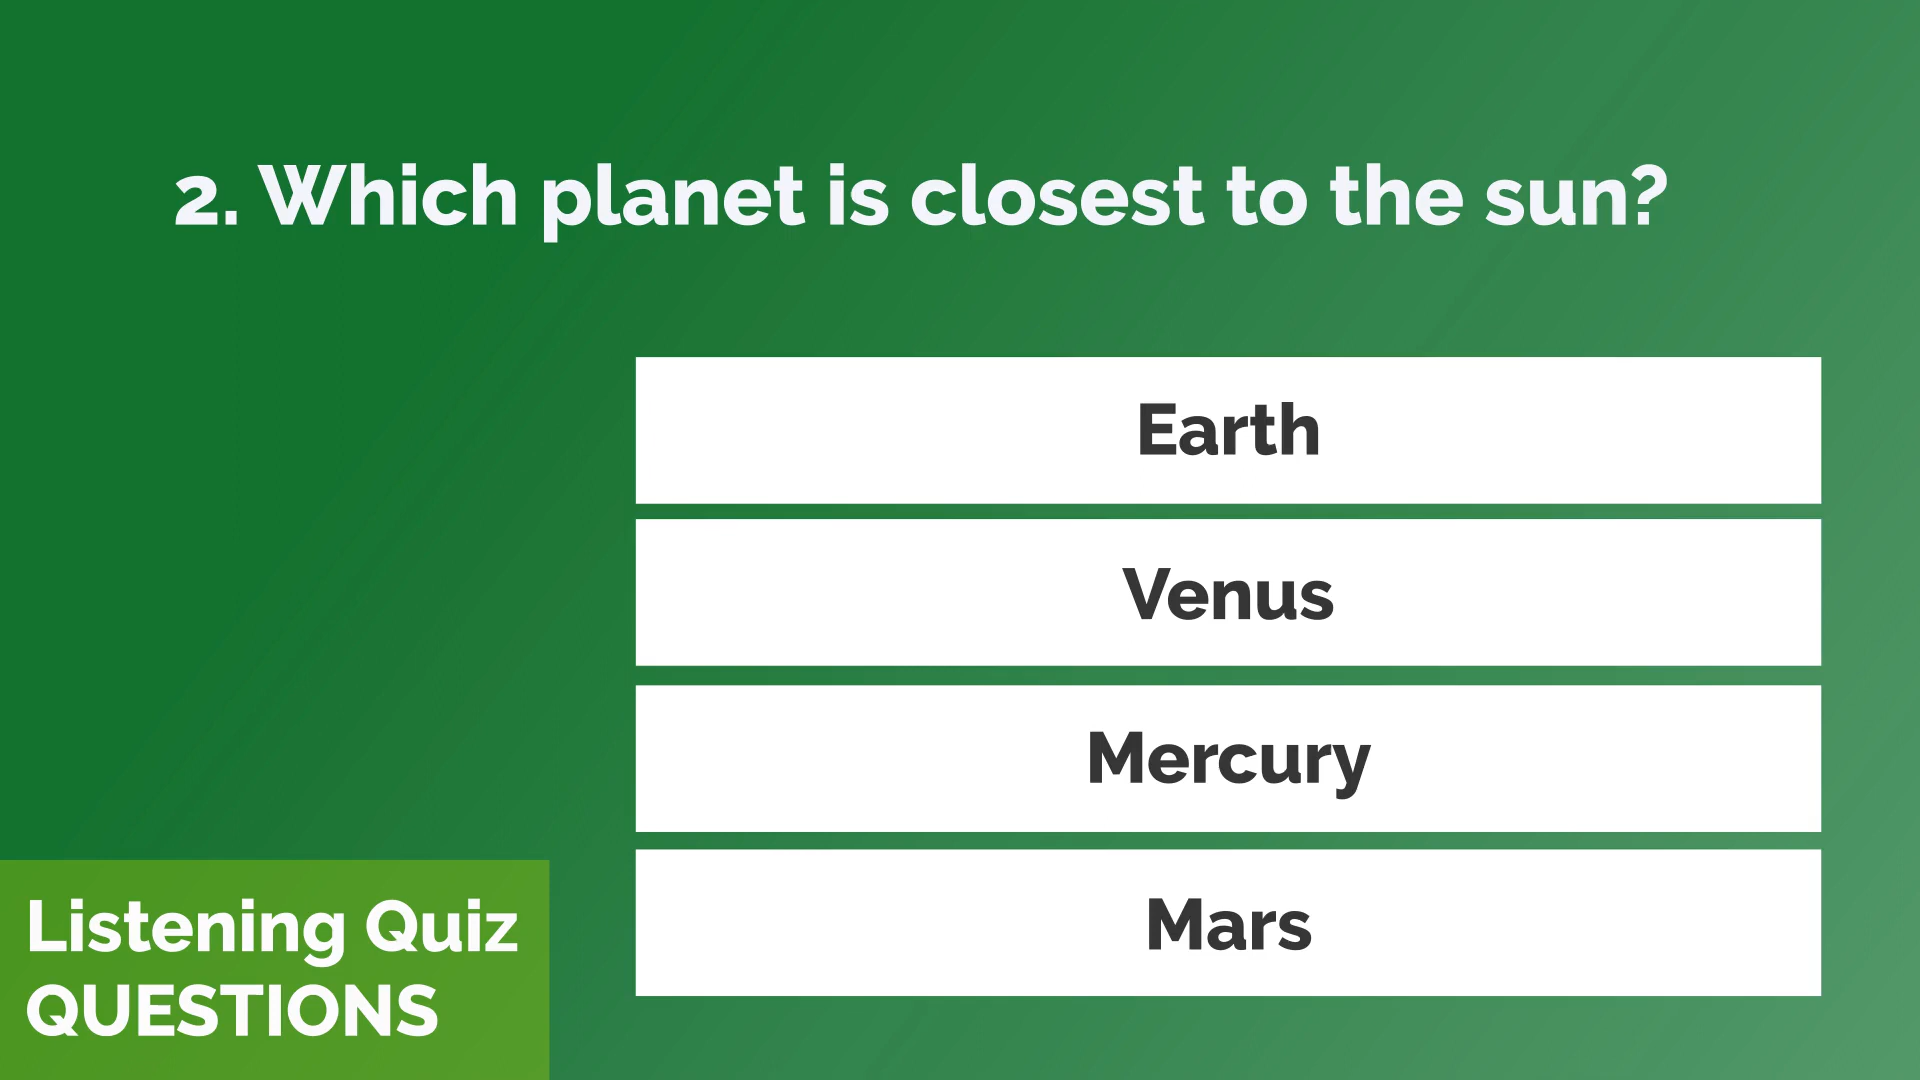 2. Which planet is closest to the sun?
Earth
Venus
Mercury
Mars
Listening Quiz
QUESTIONS